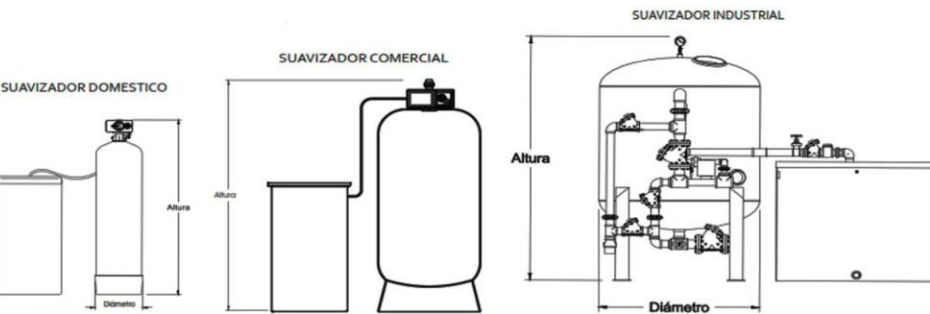 SUAVIZADOR DOMESTICO
Altura
Diámetro
SUAVIZADOR COMERCIAL
Altura
SUAVIZADOR INDUSTRIAL
Altura
Diámetro